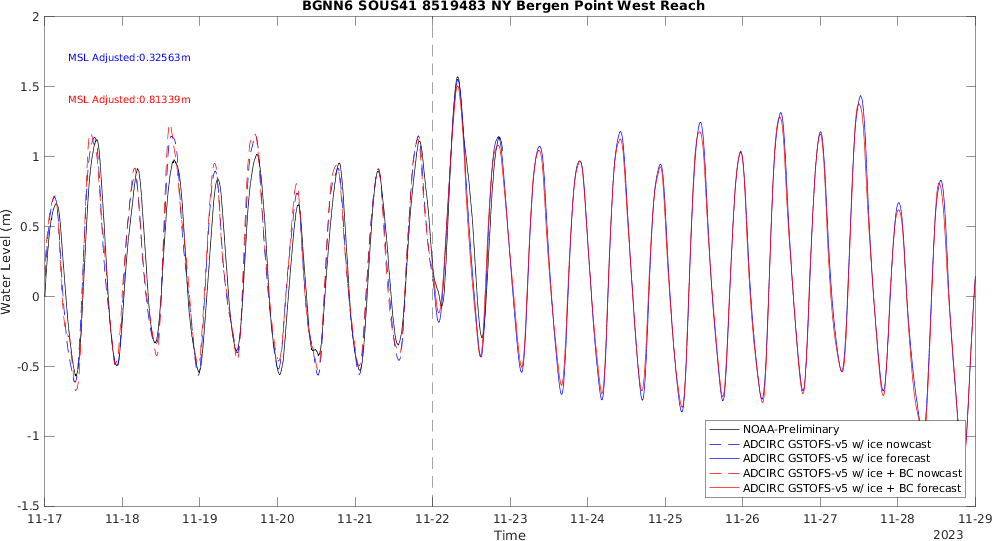 BGNN6 SOUS41 8519483 NY Bergen Point West Reach
MSL Adjusted:0.32563m
MSL Adjusted:0.81339m
Water Level (m)
2
1.5
1
0.5
0
-0.5
-1
-1.5
NOAA-Preliminary
ADCIRC GSTOFS-v5 w/ ice nowcast
ADCIRC GSTOFS-v5 w/ ice forecast
ADCIRC GSTOFS-v5 w/ ice + BC nowcast
ADCIRC GSTOFS-v5 w/ ice + BC forecast
11-17 11-18 11-19 11-20 11-21 11-22 11-23 11-24 11-25 11-26 11-27 11-28 11-29
Time
2023